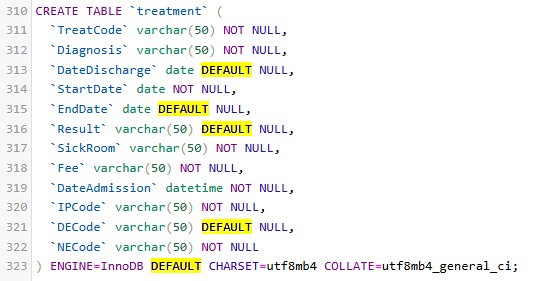 310 CREATE TABLE `treatment` (
311   `TreatCode` varchar(50) NOT NULL,
312   `Diagnosis` varchar(50) NOT NULL,
313   `DateDischarge` date DEFAULT NULL,
314   `StartDate` date NOT NULL,
315   `EndDate` date DEFAULT NULL,
316   `Result` varchar(50) DEFAULT NULL,
317   `SickRoom` varchar(50) NOT NULL,
318   `Fee` varchar(50) NOT NULL,
319   `DateAdmission` datetime NOT NULL,
320   `IPCode` varchar(50) NOT NULL,
321   `DECode` varchar(50) NOT NULL,
322   `NECode` varchar(50) NOT NULL
323 ) ENGINE=InnoDB DEFAULT CHARSET=utf8mb4 COLLATE=utf8mb4_general_ci;